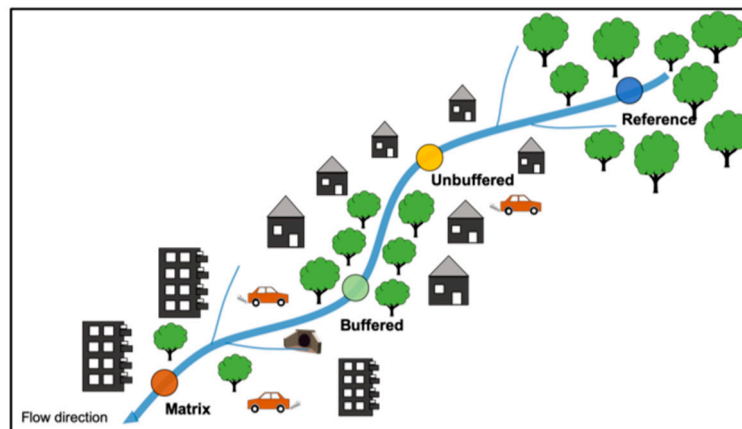 Reference
Unbuffered
Buffered
Matrix
Flow direction